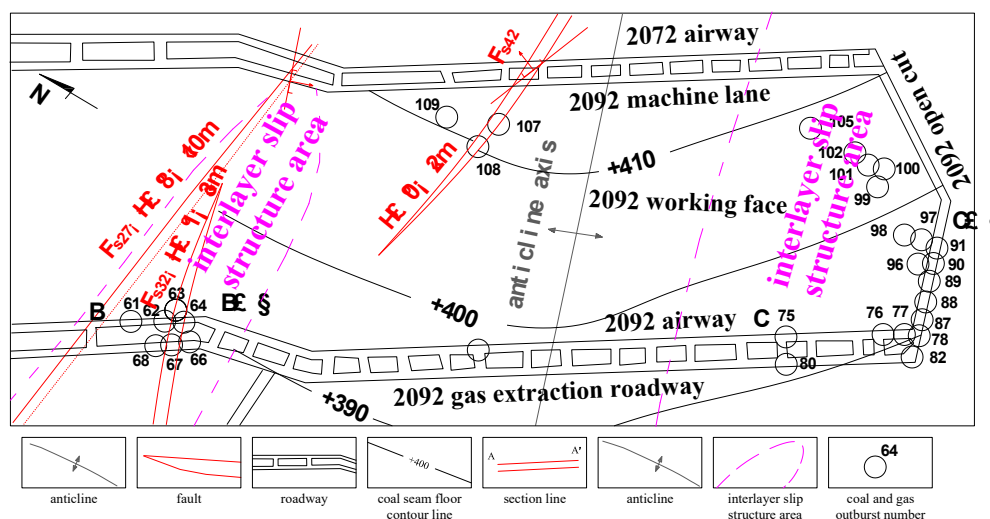 2072 airway
2092 machine lane
2092 open cut
N
Fs42
109
107
108
105
102
101
100
99
+410
interlayer slip
structure area
anticline axis
2092 working face
interlayer slip
structure area
98
97
91
96
90
89
88
87
+400
B
61
62
63
64
2092 airway
C
75
76
77
78
68
67
66
80
82
2092 gas extraction roadway
+390
A
A'
+400
64
anticline
fault
roadway
coal seam floor
contour line
section line
anticline
interlayer slip
structure area
coal and gas
outburst number